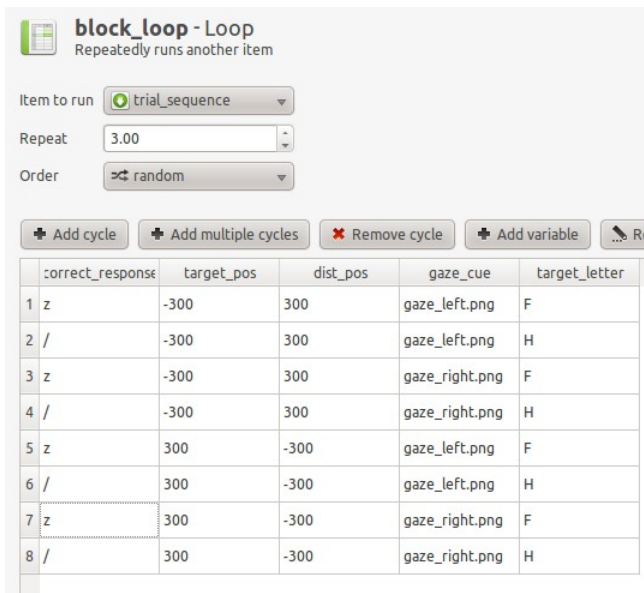 block_loop - Loop
Repeatedly runs another item
Item to run trial_sequence
Repeat 3.00
Order random
Add cycle Add multiple cycles Remove cycle Add variable
correct_response target_pos dist_pos gaze_cue target_letter
1 z -300 300 gaze_left.png F
2 / -300 300 gaze_left.png H
3 z -300 300 gaze_right.png F
4 / -300 300 gaze_right.png H
5 z 300 -300 gaze_left.png F
6 / 300 -300 gaze_left.png H
7 z 300 -300 gaze_right.png F
8 / 300 -300 gaze_right.png H